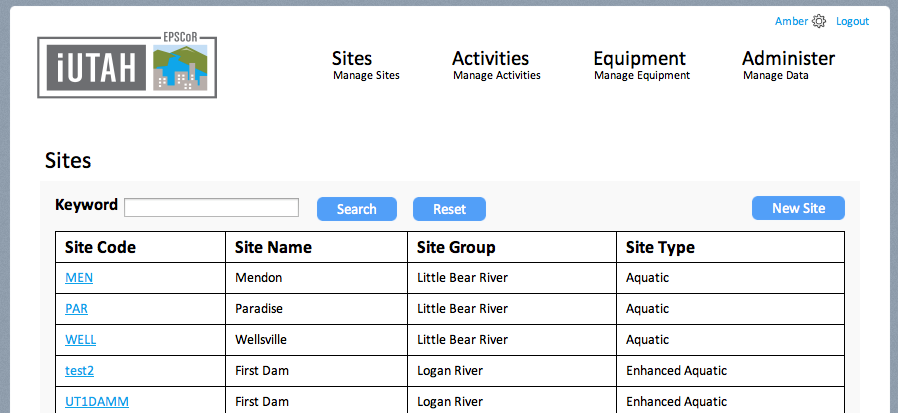 Amber Logout
EPSCoR
iUTAH
Sites Activities Equipment Administer
Manage Sites Manage Activities Manage Equipment Manage Data
Sites
Keyword Search Reset New Site
Site Code Site Name Site Group Site Type
MEN Mendon Little Bear River Aquatic
PAR Paradise Little Bear River Aquatic
WELL Wellsville Little Bear River Aquatic
test2 First Dam Logan River Enhanced Aquatic
UT1DAMM First Dam Logan River Enhanced Aquatic